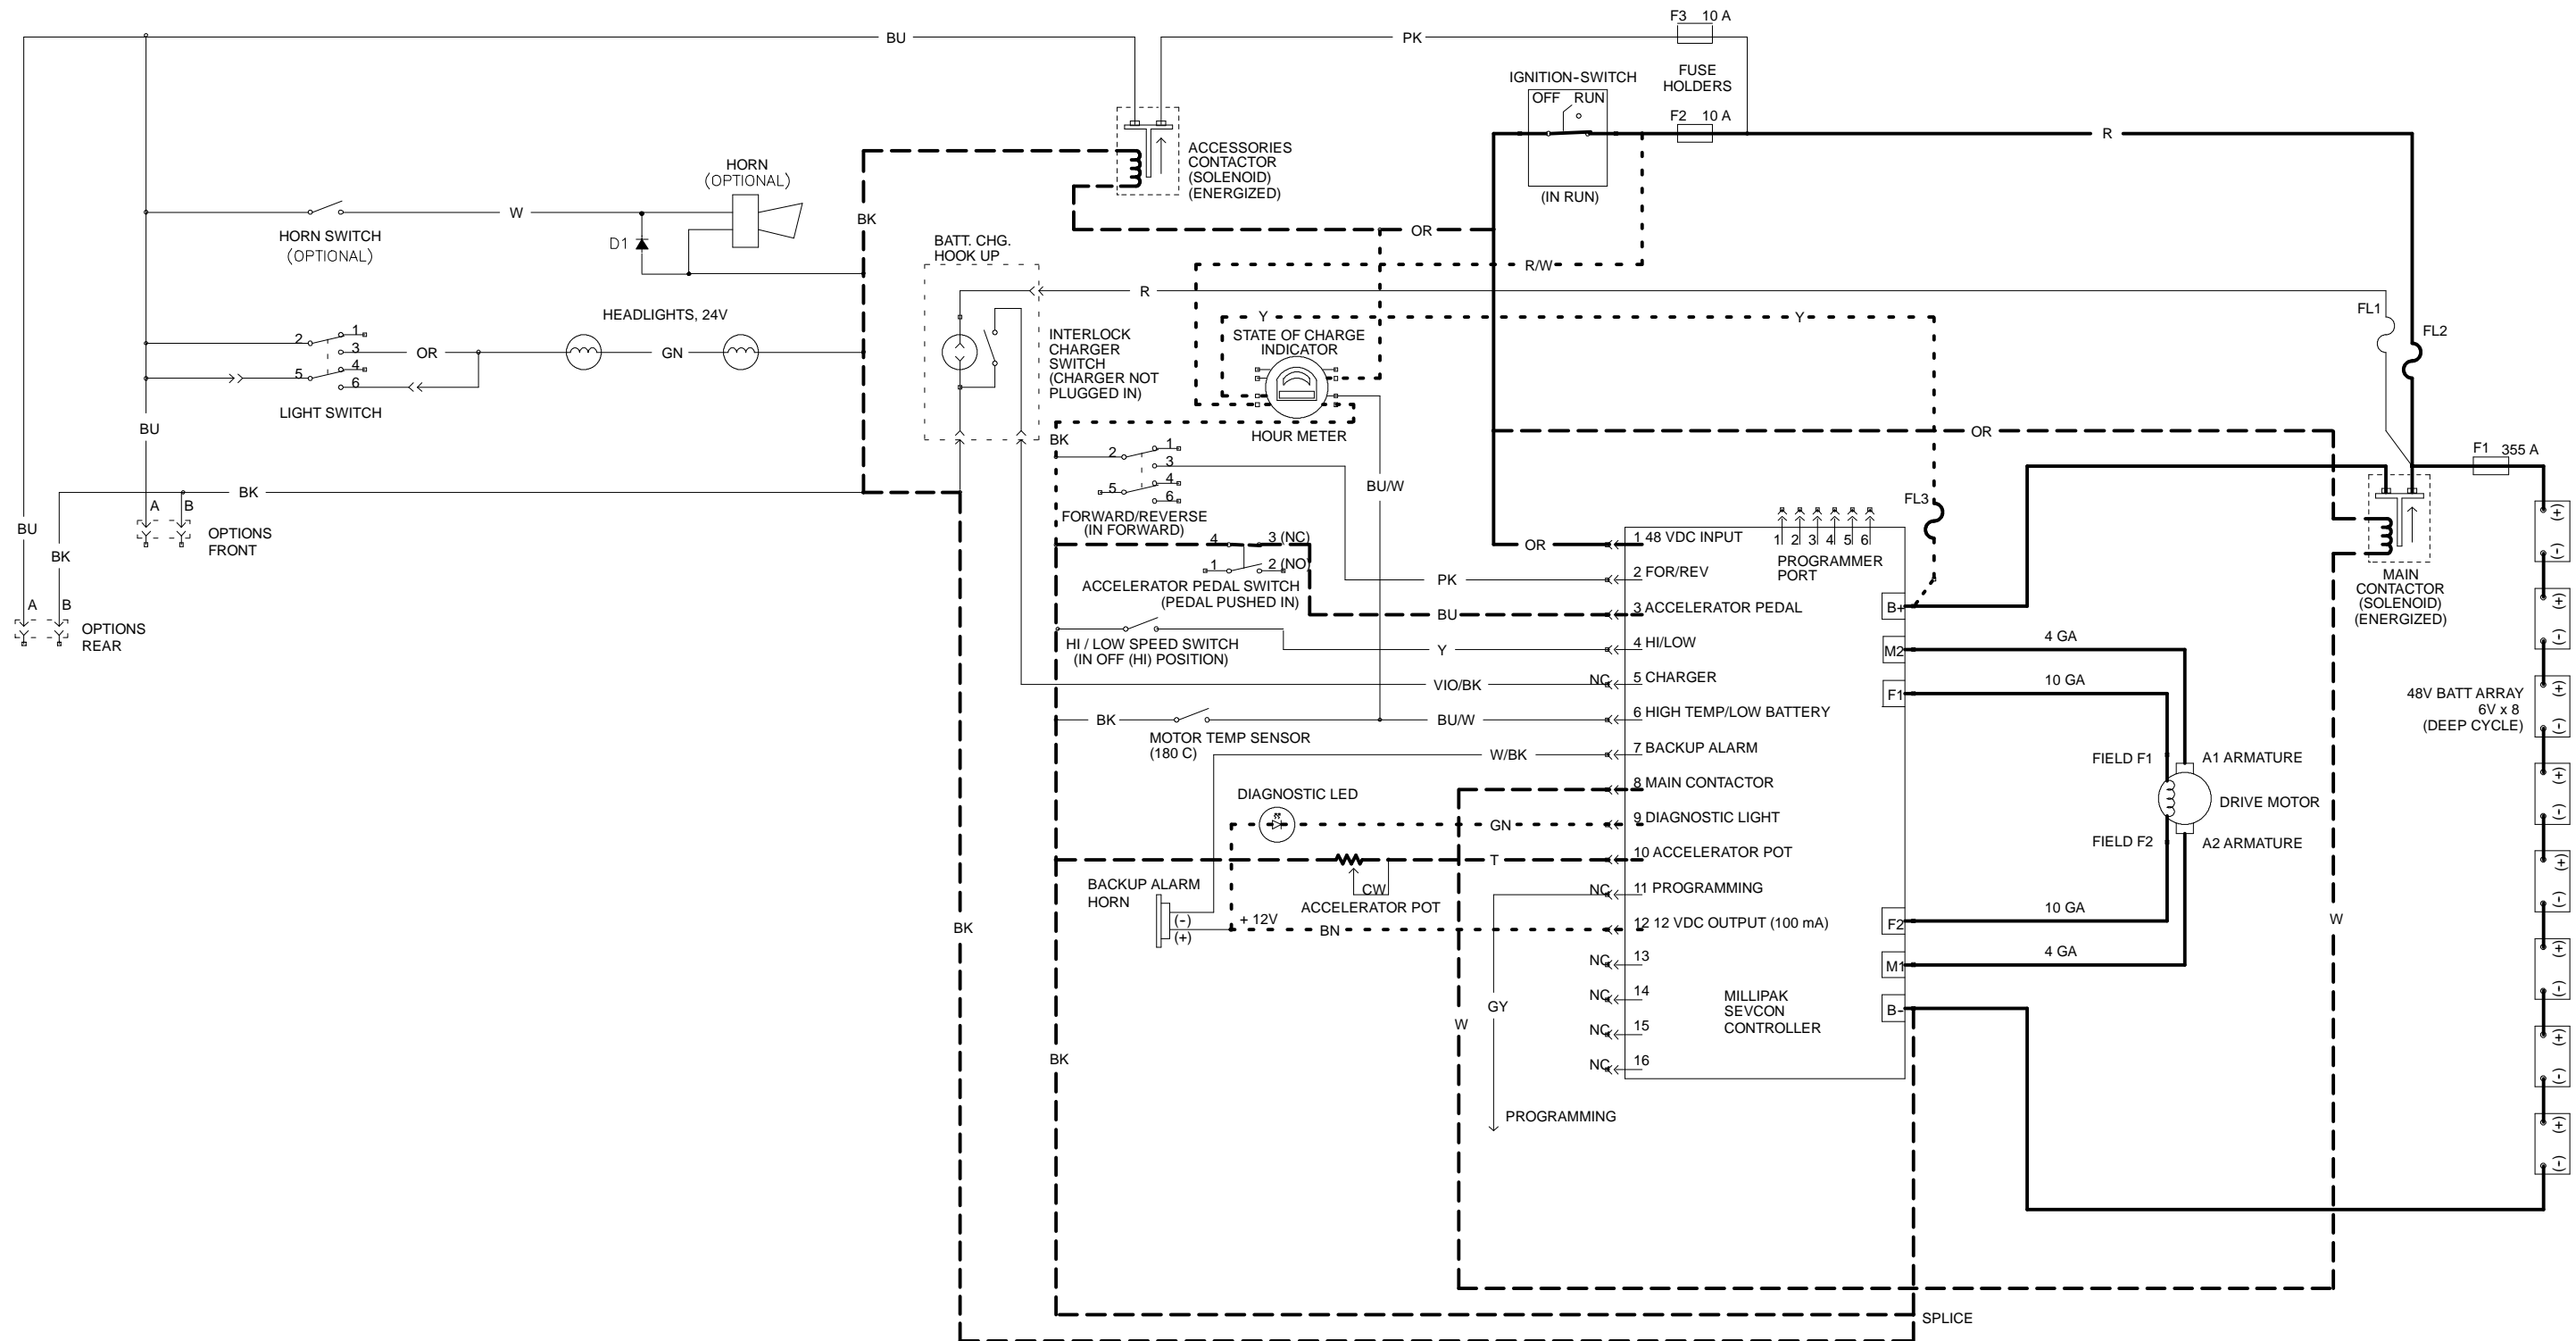 F3 10 A
BU
PK
FUSE
HOLDERS
IGNITION-SWITCH
OFF RUN
(IN RUN)
F2 10 A
R
ACCESSORIES
CONTACTOR
(SOLENOID)
(ENERGIZED)
HORN
(OPTIONAL)
W
HORN SWITCH
(OPTIONAL)
D1
BK
OR
BATT. CHG.
HOOK UP
R/W
R
HEADLIGHTS, 24V
1
2
3
4
5
6
OR
GN
LIGHT SWITCH
INTERLOCK
CHARGER
SWITCH
(CHARGER NOT
PLUGGED IN)
Y
Y
STATE OF CHARGE
INDICATOR
HOUR METER
FL1
FL2
BU
BK
1
2
3
4
5
6
FORWARD/REVERSE
(IN FORWARD)
BU/W
OR
F1 355 A
BK
A B
OPTIONS
FRONT
BU
BK
A B
OPTIONS
REAR
FL3
4 3 (NC)
1 2 (NO)
ACCELERATOR PEDAL SWITCH
(PEDAL PUSHED IN)
HI / LOW SPEED SWITCH
(IN OFF (HI) POSITION)
BK
MOTOR TEMP SENSOR
(180 C)
OR
PK
BU
Y
VIO/BK
BU/W
W/BK
GN
T
BN
DIAGNOSTIC LED
BACKUP ALARM
HORN
(-)
(+)
+ 12V
CW
ACCELERATOR POT
1 48 VDC INPUT
2 FOR/REV
3 ACCELERATOR PEDAL
4 HI/LOW
NC 5 CHARGER
6 HIGH TEMP/LOW BATTERY
7 BACKUP ALARM
8 MAIN CONTACTOR
9 DIAGNOSTIC LIGHT
10 ACCELERATOR POT
NC 11 PROGRAMMING
12 12 VDC OUTPUT (100 mA)
NC 13
NC 14
NC 15
NC 16
1 2 3 4 5 6
PROGRAMMER
PORT
MILLIPAK
SEVCON
CONTROLLER
B+
M2
F1
F2
M1
B-
4 GA
10 GA
10 GA
4 GA
FIELD F1
A1 ARMATURE
DRIVE MOTOR
FIELD F2
A2 ARMATURE
MAIN
CONTACTOR
(SOLENOID)
(ENERGIZED)
48V BATT ARRAY
6V x 8
(DEEP CYCLE)
(+)
(-)
(+)
(-)
(+)
(-)
(+)
(-)
(+)
(-)
(+)
(-)
(+)
(-)
(+)
(-)
W
BK
BK
W
GY
PROGRAMMING
SPLICE